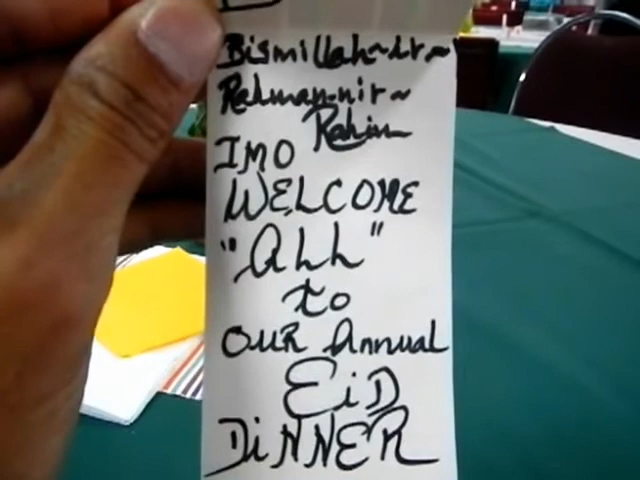 Bismillah~ir~
Rahman-nir~
Rahim
IMO
WELCOME
"ALL"
to
OUR Annual
EiD
DiNNER